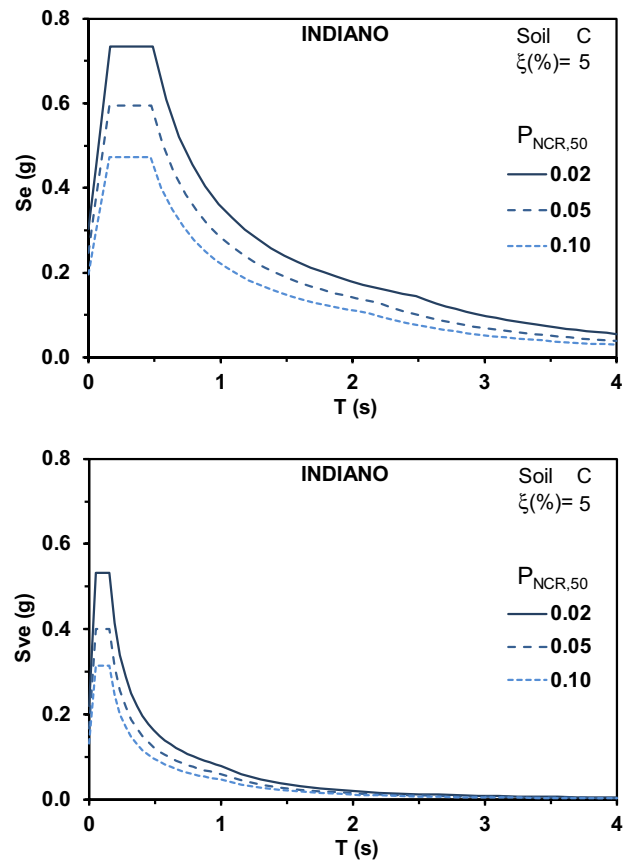 INDIANO
Soil C
ξ(%)= 5
P_NCR,50
0.02
0.05
0.10
Se (g)
0.8
0.6
0.4
0.2
0.0
0 1 2 3 4
T (s)
INDIANO
Soil C
ξ(%)= 5
P_NCR,50
0.02
0.05
0.10
Sve (g)
0.8
0.6
0.4
0.2
0.0
0 1 2 3 4
T (s)